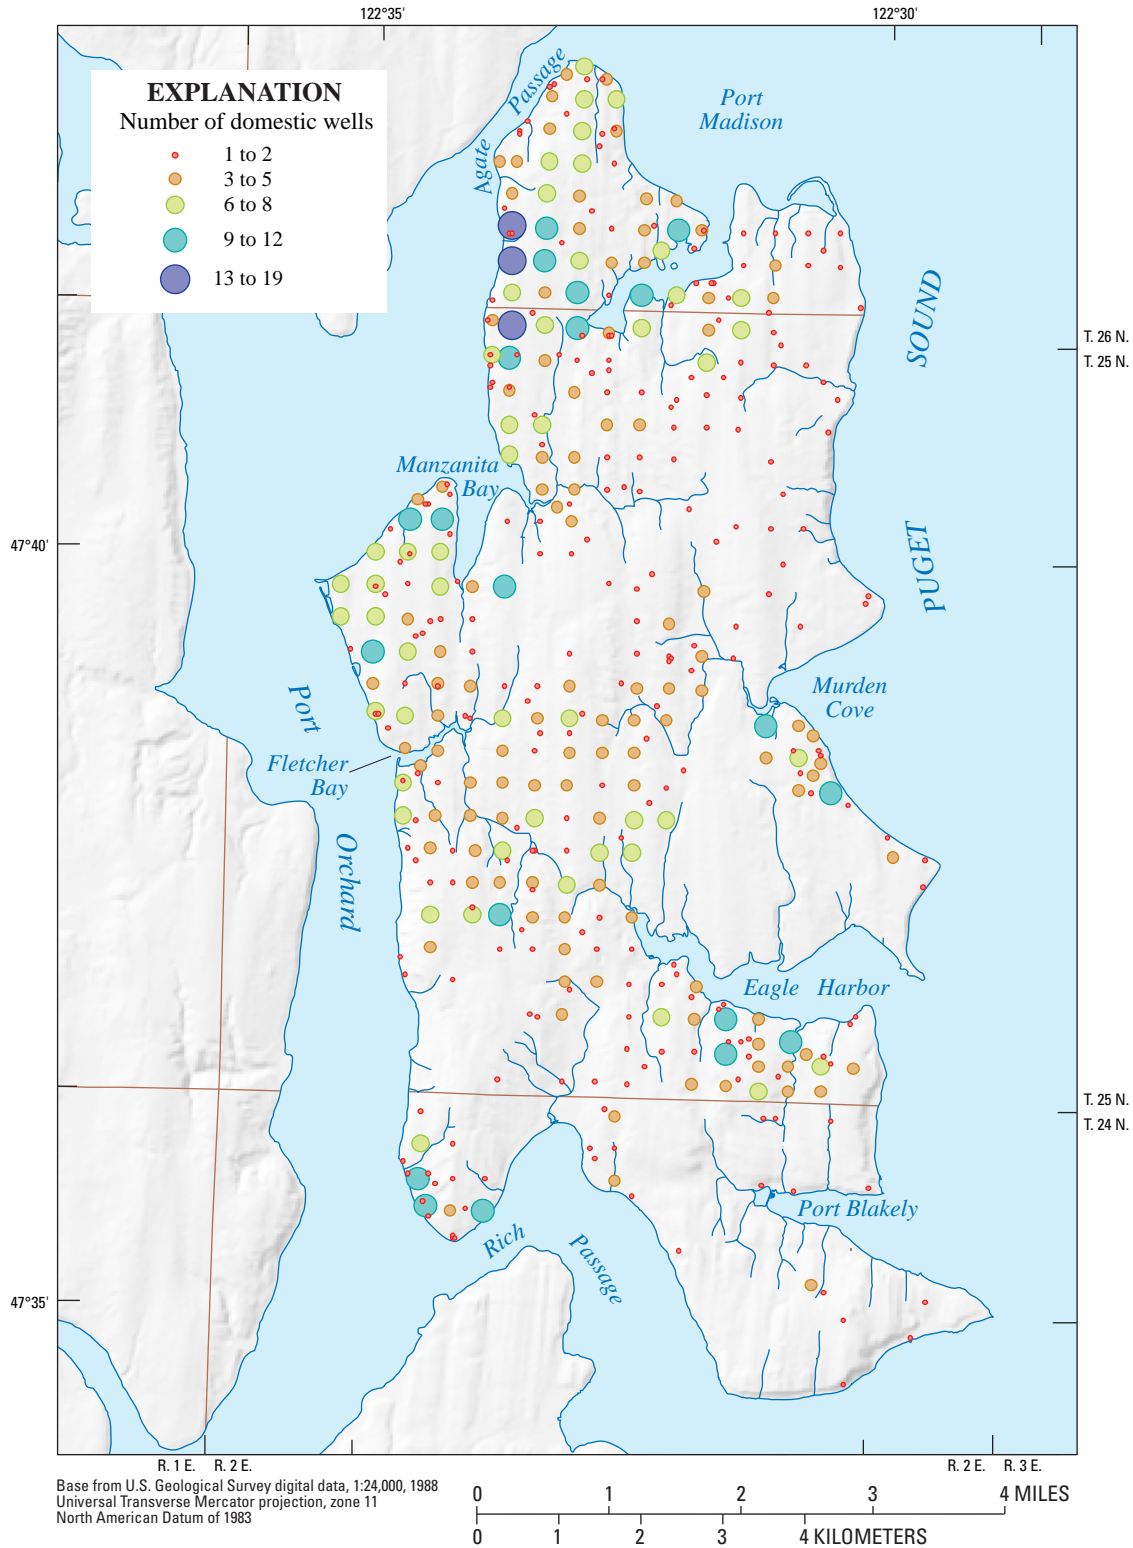 122°35'
122°30'
EXPLANATION
Number of domestic wells
1 to 2
3 to 5
6 to 8
9 to 12
13 to 19
Agate Passage
Port
Madison
PUGET SOUND
T. 26 N.
T. 25 N.
Manzanita
Bay
47°40'
Port Orchard
Murden
Cove
Fletcher
Bay
Eagle Harbor
T. 25 N.
T. 24 N.
Port Blakely
Rich Passage
47°35'
R. 1 E.
R. 2 E.
R. 2 E.
R. 3 E.
Base from U.S. Geological Survey digital data, 1:24,000, 1988
Universal Transverse Mercator projection, zone 11
North American Datum of 1983
0 1 2 3 4 MILES
0 1 2 3 4 KILOMETERS